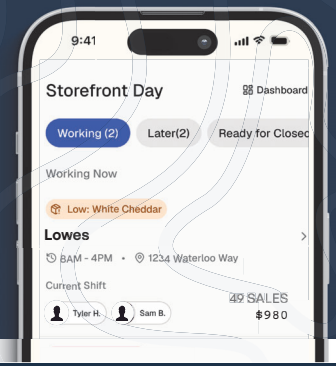 9:41
Storefront Day
Dashboard
Working (2)
Later(2)
Ready for Closec
Working Now
Low: White Cheddar
Lowes
8AM - 4PM • 1234 Waterloo Way
Current Shift
49 SALES
Tyler H.
Sam B.
$980